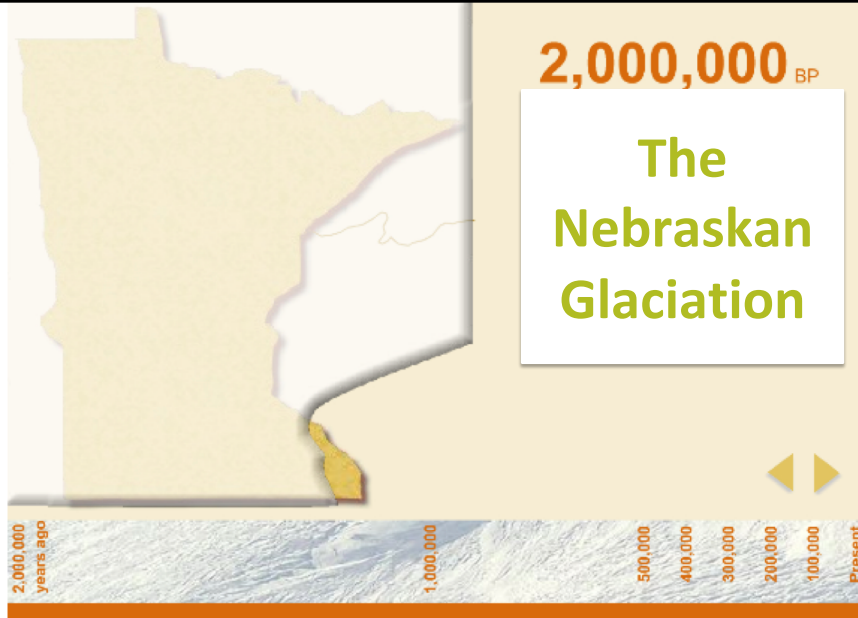 2,000,000 BP
The
Nebraskan
Glaciation
2,000,000
years ago
1,000,000
500,000
400,000
300,000
200,000
100,000
Present